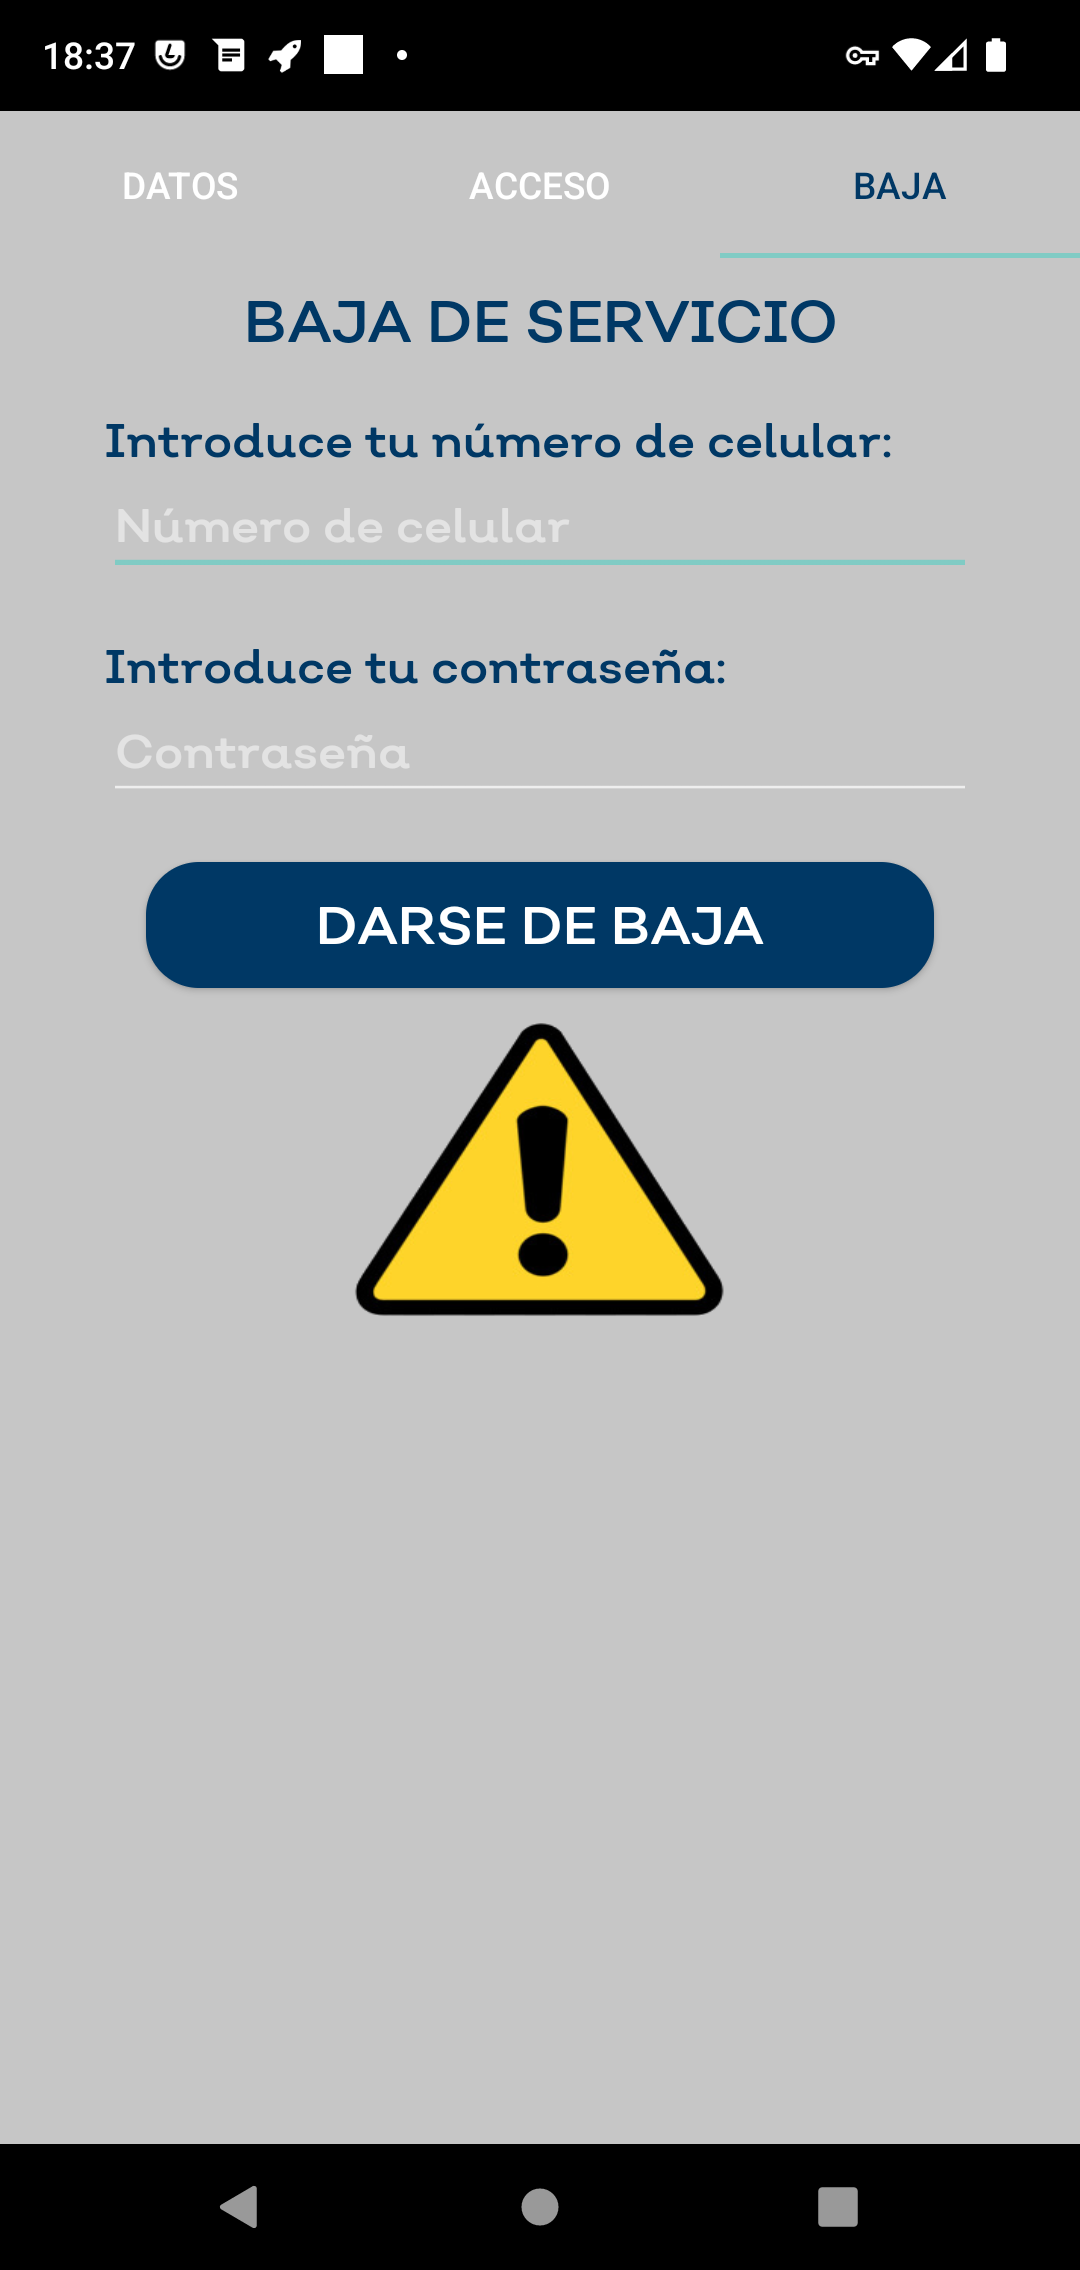 18:37
DATOS ACCESO BAJA
BAJA DE SERVICIO
Introduce tu número de celular:
Número de celular
Introduce tu contraseña:
Contraseña
DARSE DE BAJA